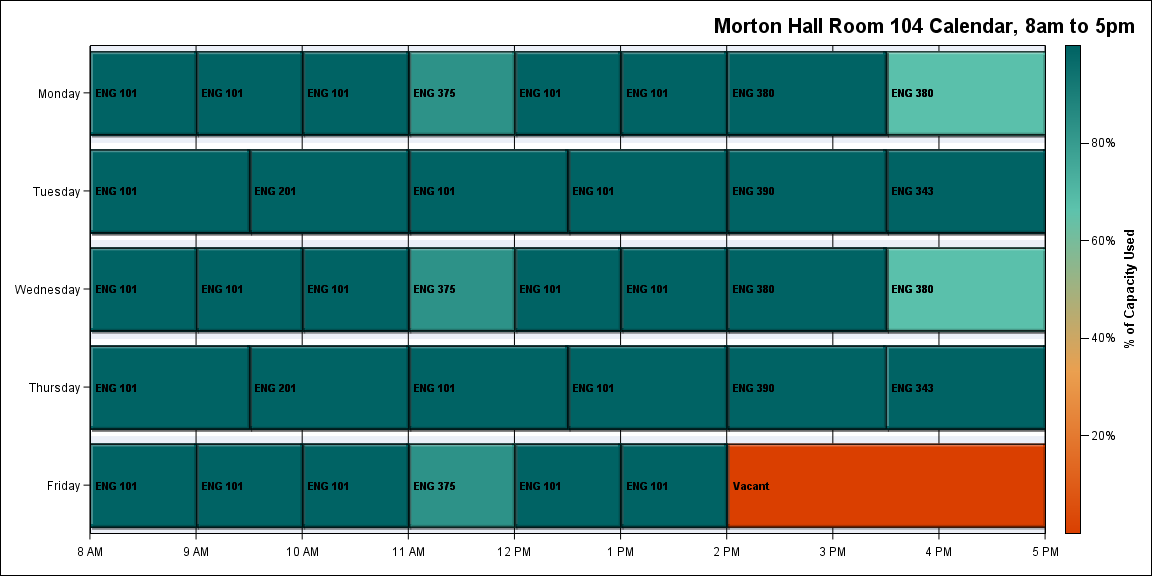 Morton Hall Room 104 Calendar, 8am to 5pm
Monday
ENG 101
ENG 101
ENG 101
ENG 375
ENG 101
ENG 101
ENG 380
ENG 380
Tuesday
ENG 101
ENG 201
ENG 101
ENG 101
ENG 390
ENG 343
Wednesday
ENG 101
ENG 101
ENG 101
ENG 375
ENG 101
ENG 101
ENG 380
ENG 380
Thursday
ENG 101
ENG 201
ENG 101
ENG 101
ENG 390
ENG 343
Friday
ENG 101
ENG 101
ENG 101
ENG 375
ENG 101
ENG 101
Vacant
8 AM
9 AM
10 AM
11 AM
12 PM
1 PM
2 PM
3 PM
4 PM
5 PM
80%
60%
40%
20%
% of Capacity Used